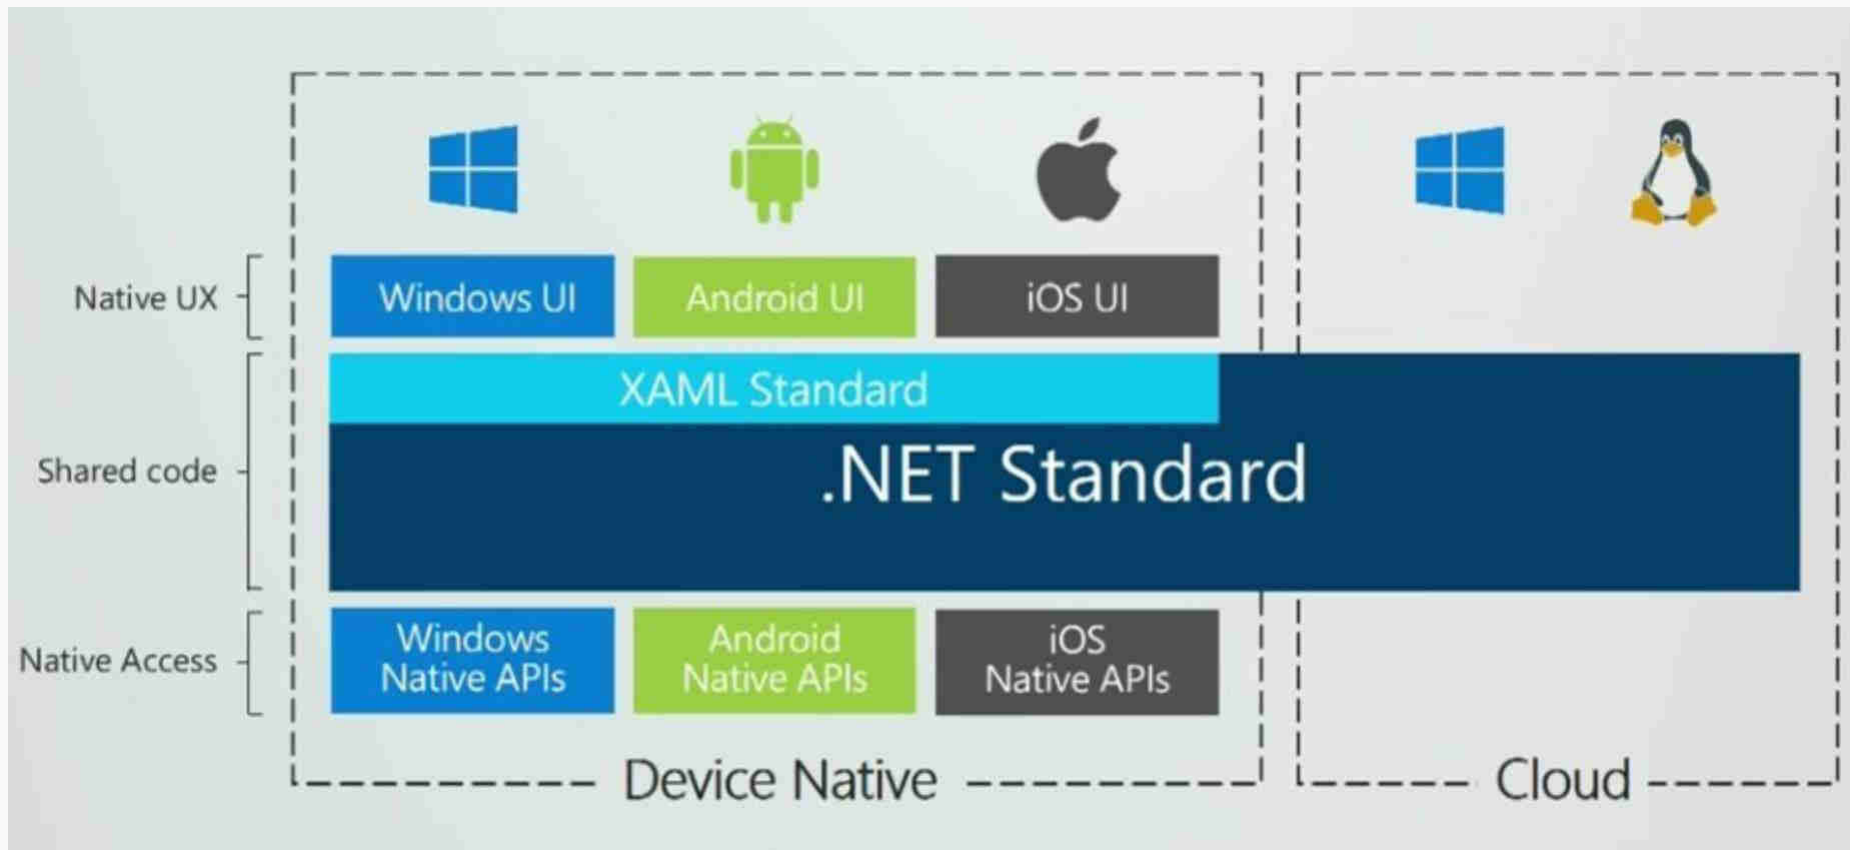 Native UX
Windows UI
Android UI
iOS UI
Shared code
XAML Standard
.NET Standard
Native Access
Windows
Native APIs
Android
Native APIs
iOS
Native APIs
Device Native
Cloud